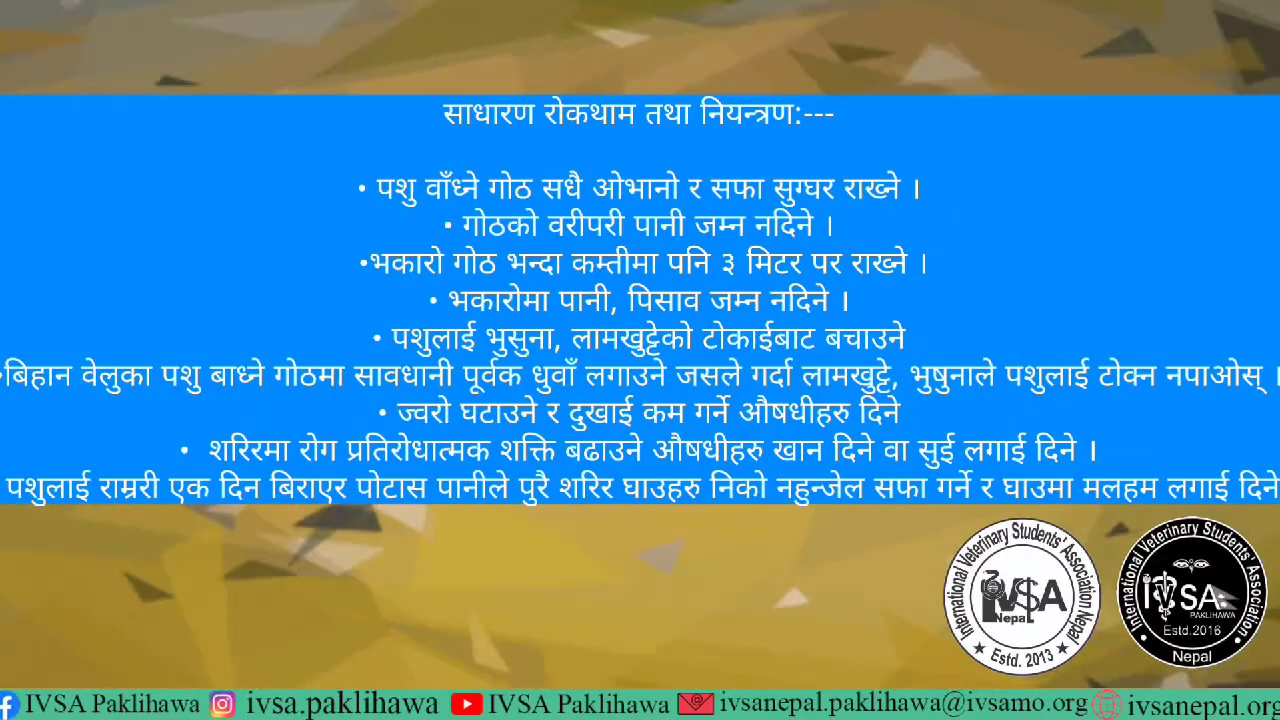 साधारण रोकथाम तथा नियन्त्रण:---
• पशु वाँध्ने गोठ सधै ओभानो र सफा सुग्घर राख्ने ।
• गोठको वरीपरी पानी जम्न नदिने ।
•भकारो गोठ भन्दा कम्तीमा पनि ३ मिटर पर राख्ने ।
• भकारोमा पानी, पिसाव जम्न नदिने ।
• पशुलाई भुसुना, लामखुट्टेको टोकाईबाट बचाउने
•बिहान वेलुका पशु बाध्ने गोठमा सावधानी पूर्वक धुवाँ लगाउने जसले गर्दा लामखुट्टे, भुषुनाले पशुलाई टोक्न नपाओस् ।
• ज्वरो घटाउने र दुखाई कम गर्ने औषधीहरु दिने
• शरिरमा रोग प्रतिरोधात्मक शक्ति बढाउने औषधीहरु खान दिने वा सुई लगाई दिने ।
पशुलाई राम्ररी एक दिन बिराएर पोटास पानीले पुरै शरिर घाउहरु निको नहुन्जेल सफा गर्ने र घाउमा मलहम लगाई दिने
International Veterinary Students' Association Nepal
IVSA
Nepal
★ Estd. 2013 ★
International Veterinary Students' Association
IVSA
PAKLIHAWA
Estd.2016
Nepal
IVSA Paklihawa ivsa.paklihawa IVSA Paklihawa ivsanepal.paklihawa@ivsamo.org ivsanepal.org